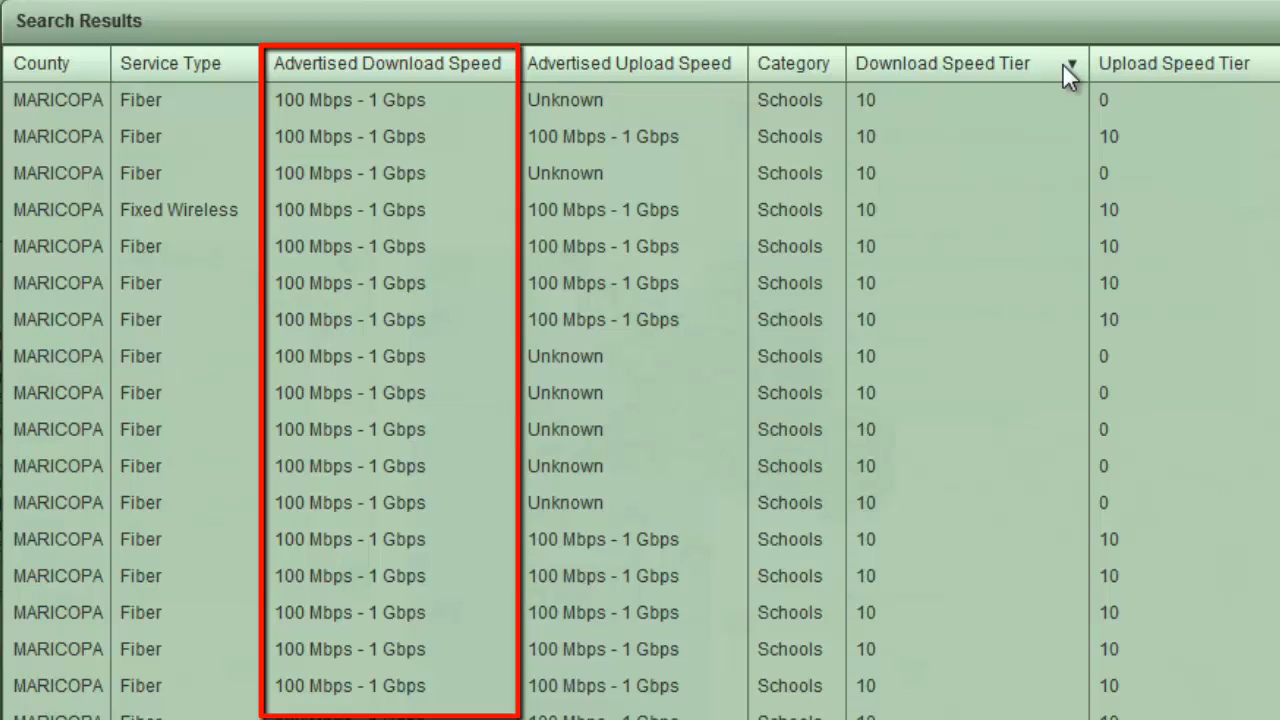 Search Results
County Service Type Advertised Download Speed Advertised Upload Speed Category Download Speed Tier Upload Speed Tier
MARICOPA Fiber 100 Mbps - 1 Gbps Unknown Schools 10 0
MARICOPA Fiber 100 Mbps - 1 Gbps 100 Mbps - 1 Gbps Schools 10 10
MARICOPA Fiber 100 Mbps - 1 Gbps Unknown Schools 10 0
MARICOPA Fixed Wireless 100 Mbps - 1 Gbps 100 Mbps - 1 Gbps Schools 10 10
MARICOPA Fiber 100 Mbps - 1 Gbps 100 Mbps - 1 Gbps Schools 10 10
MARICOPA Fiber 100 Mbps - 1 Gbps 100 Mbps - 1 Gbps Schools 10 10
MARICOPA Fiber 100 Mbps - 1 Gbps 100 Mbps - 1 Gbps Schools 10 10
MARICOPA Fiber 100 Mbps - 1 Gbps Unknown Schools 10 0
MARICOPA Fiber 100 Mbps - 1 Gbps Unknown Schools 10 0
MARICOPA Fiber 100 Mbps - 1 Gbps Unknown Schools 10 0
MARICOPA Fiber 100 Mbps - 1 Gbps Unknown Schools 10 0
MARICOPA Fiber 100 Mbps - 1 Gbps Unknown Schools 10 0
MARICOPA Fiber 100 Mbps - 1 Gbps 100 Mbps - 1 Gbps Schools 10 10
MARICOPA Fiber 100 Mbps - 1 Gbps 100 Mbps - 1 Gbps Schools 10 10
MARICOPA Fiber 100 Mbps - 1 Gbps 100 Mbps - 1 Gbps Schools 10 10
MARICOPA Fiber 100 Mbps - 1 Gbps 100 Mbps - 1 Gbps Schools 10 10
MARICOPA Fiber 100 Mbps - 1 Gbps 100 Mbps - 1 Gbps Schools 10 10